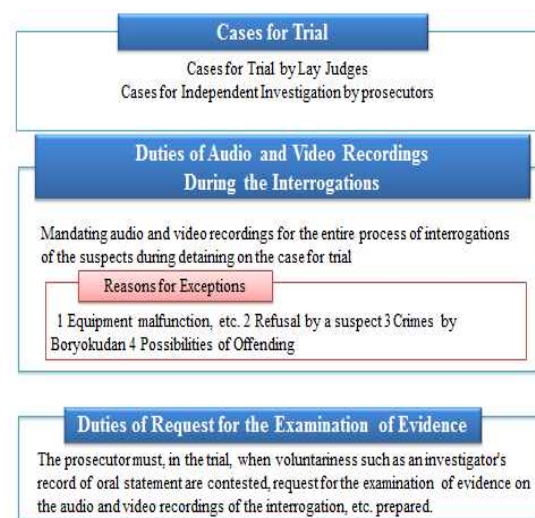 Cases for Trial
Cases for Trial by Lay Judges
Cases for Independent Investigation by prosecutors
Duties of Audio and Video Recordings
During the Interrogations
Mandating audio and video recordings for the entire process of interrogations
of the suspects during detaining on the case for trial
Reasons for Exceptions
1 Equipment malfunction, etc. 2 Refusal by a suspect 3 Crimes by
Boryokudan 4 Possibilities of Offending
Duties of Request for the Examination of Evidence
The prosecutor must, in the trial, when voluntariness such as an investigator's
record of oral statement are contested, request for the examination of evidence on
the audio and video recordings of the interrogation, etc. prepared.